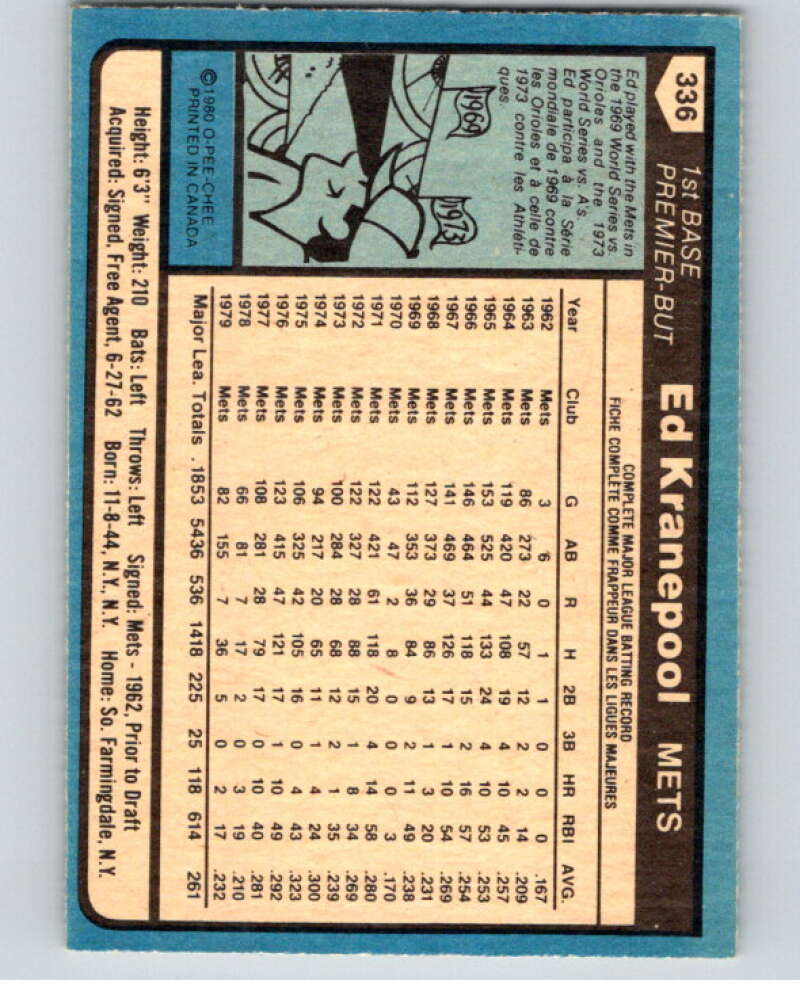 336
1st BASE
PREMIER-BUT
Ed Kranepool METS
Ed played with the Mets in
the 1969 World Series vs.
Orioles and the 1973
World Series vs. A's.
Ed participa à la Série
mondiale de 1969 contre
les Orioles et à celle de
1973 contre les Athléti-
ques.
1969
1973
©1980 O-PEE-CHEE
PRINTED IN CANADA
COMPLETE MAJOR LEAGUE BATTING RECORD
FICHE COMPLÈTE COMME FRAPPEUR DANS LES LIGUES MAJEURES
Year Club G AB R H 2B 3B HR RBI AVG.
1962 Mets 3 6 0 1 1 0 0 0 .167
1963 Mets 86 273 22 57 12 2 2 14 .209
1964 Mets 119 420 47 108 19 4 10 45 .257
1965 Mets 153 525 44 133 24 4 10 53 .253
1966 Mets 146 464 51 118 15 2 16 57 .254
1967 Mets 141 469 37 126 17 1 10 54 .269
1968 Mets 127 373 29 86 13 1 3 20 .231
1969 Mets 112 353 36 84 9 2 11 49 .238
1970 Mets 43 47 2 8 0 0 0 3 .170
1971 Mets 122 421 61 118 20 4 14 58 .280
1972 Mets 122 327 28 88 15 1 8 34 .269
1973 Mets 100 284 28 68 12 2 1 35 .239
1974 Mets 94 217 20 65 11 1 4 24 .300
1975 Mets 106 325 42 105 16 0 4 43 .323
1976 Mets 123 415 47 121 17 1 10 49 .292
1977 Mets 108 281 28 79 17 0 10 40 .281
1978 Mets 66 81 7 17 2 0 3 19 .210
1979 Mets 82 155 7 36 5 0 2 17 .232
Major Lea. Totals . 1853 5436 536 1418 225 25 118 614 261
Height: 6'3" Weight: 210 Bats: Left Throws: Left Signed: Mets - 1962, Prior to Draft
Acquired: Signed, Free Agent, 6-27-62 Born: 11-8-44, N.Y., N.Y. Home: So. Farmingdale, N.Y.